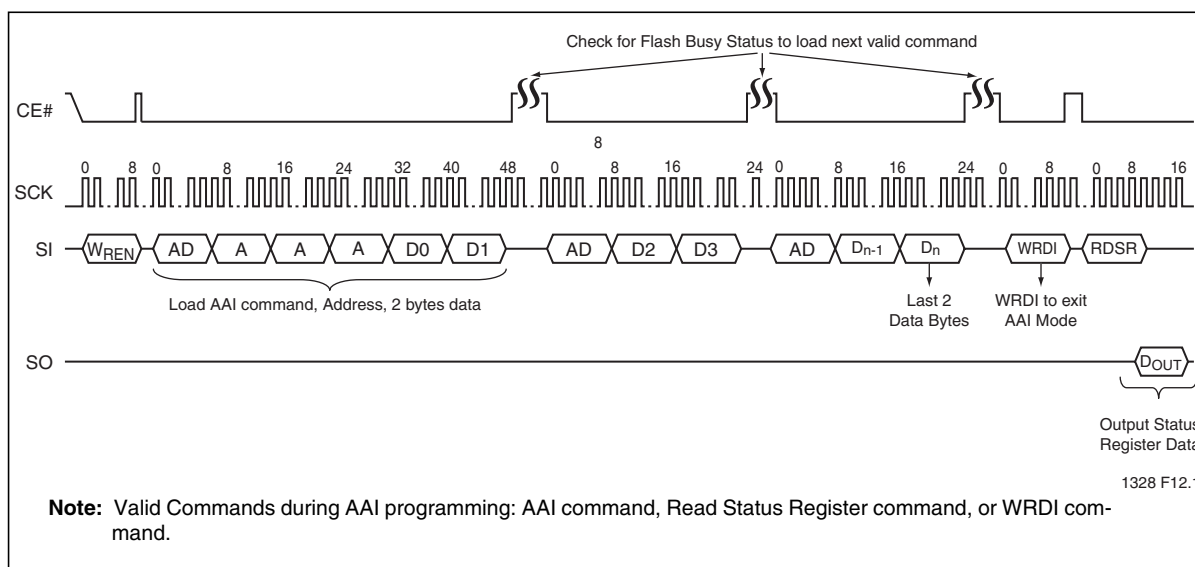 Check for Flash Busy Status to load next valid command
CE#
8
0 8 0 8 16 24 32 40 48 0 8 16 24 0 8 16 24 0 8 0 8 16
SCK
SI WREN AD A A A D0 D1 AD D2 D3 AD Dn-1 Dn WRDI RDSR
Load AAI command, Address, 2 bytes data
Last 2
Data Bytes
WRDI to exit
AAI Mode
SO DOUT
Output Status
Register Data
1328 F12.1
Note: Valid Commands during AAI programming: AAI command, Read Status Register command, or WRDI com-
mand.